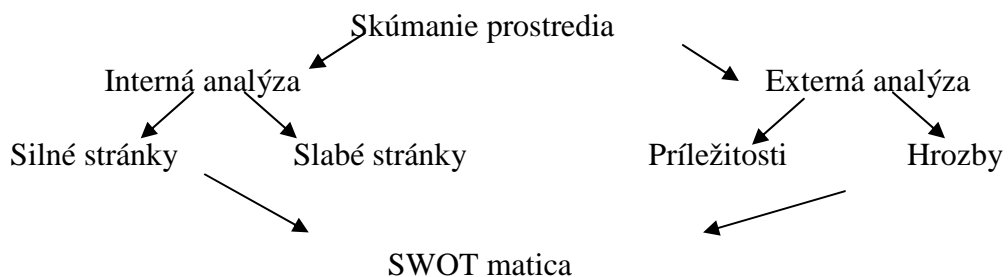 Skúmanie prostredia
Interná analýza Externá analýza
Silné stránky Slabé stránky Príležitosti Hrozby
SWOT matica